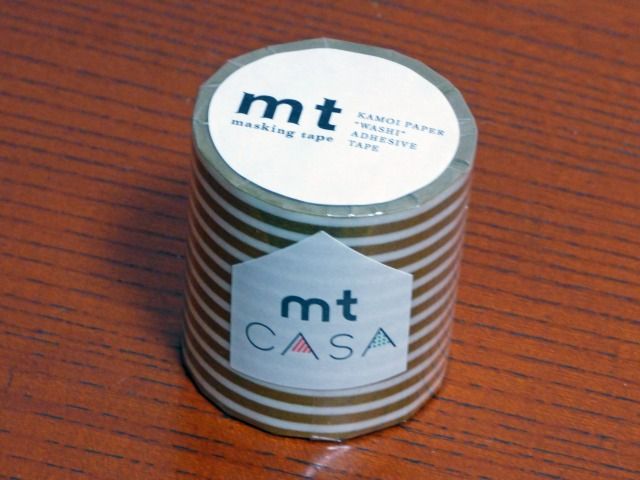 mt
masking tape
KAMOI PAPER
"WASHI"
ADHESIVE
TAPE
mt
CASA